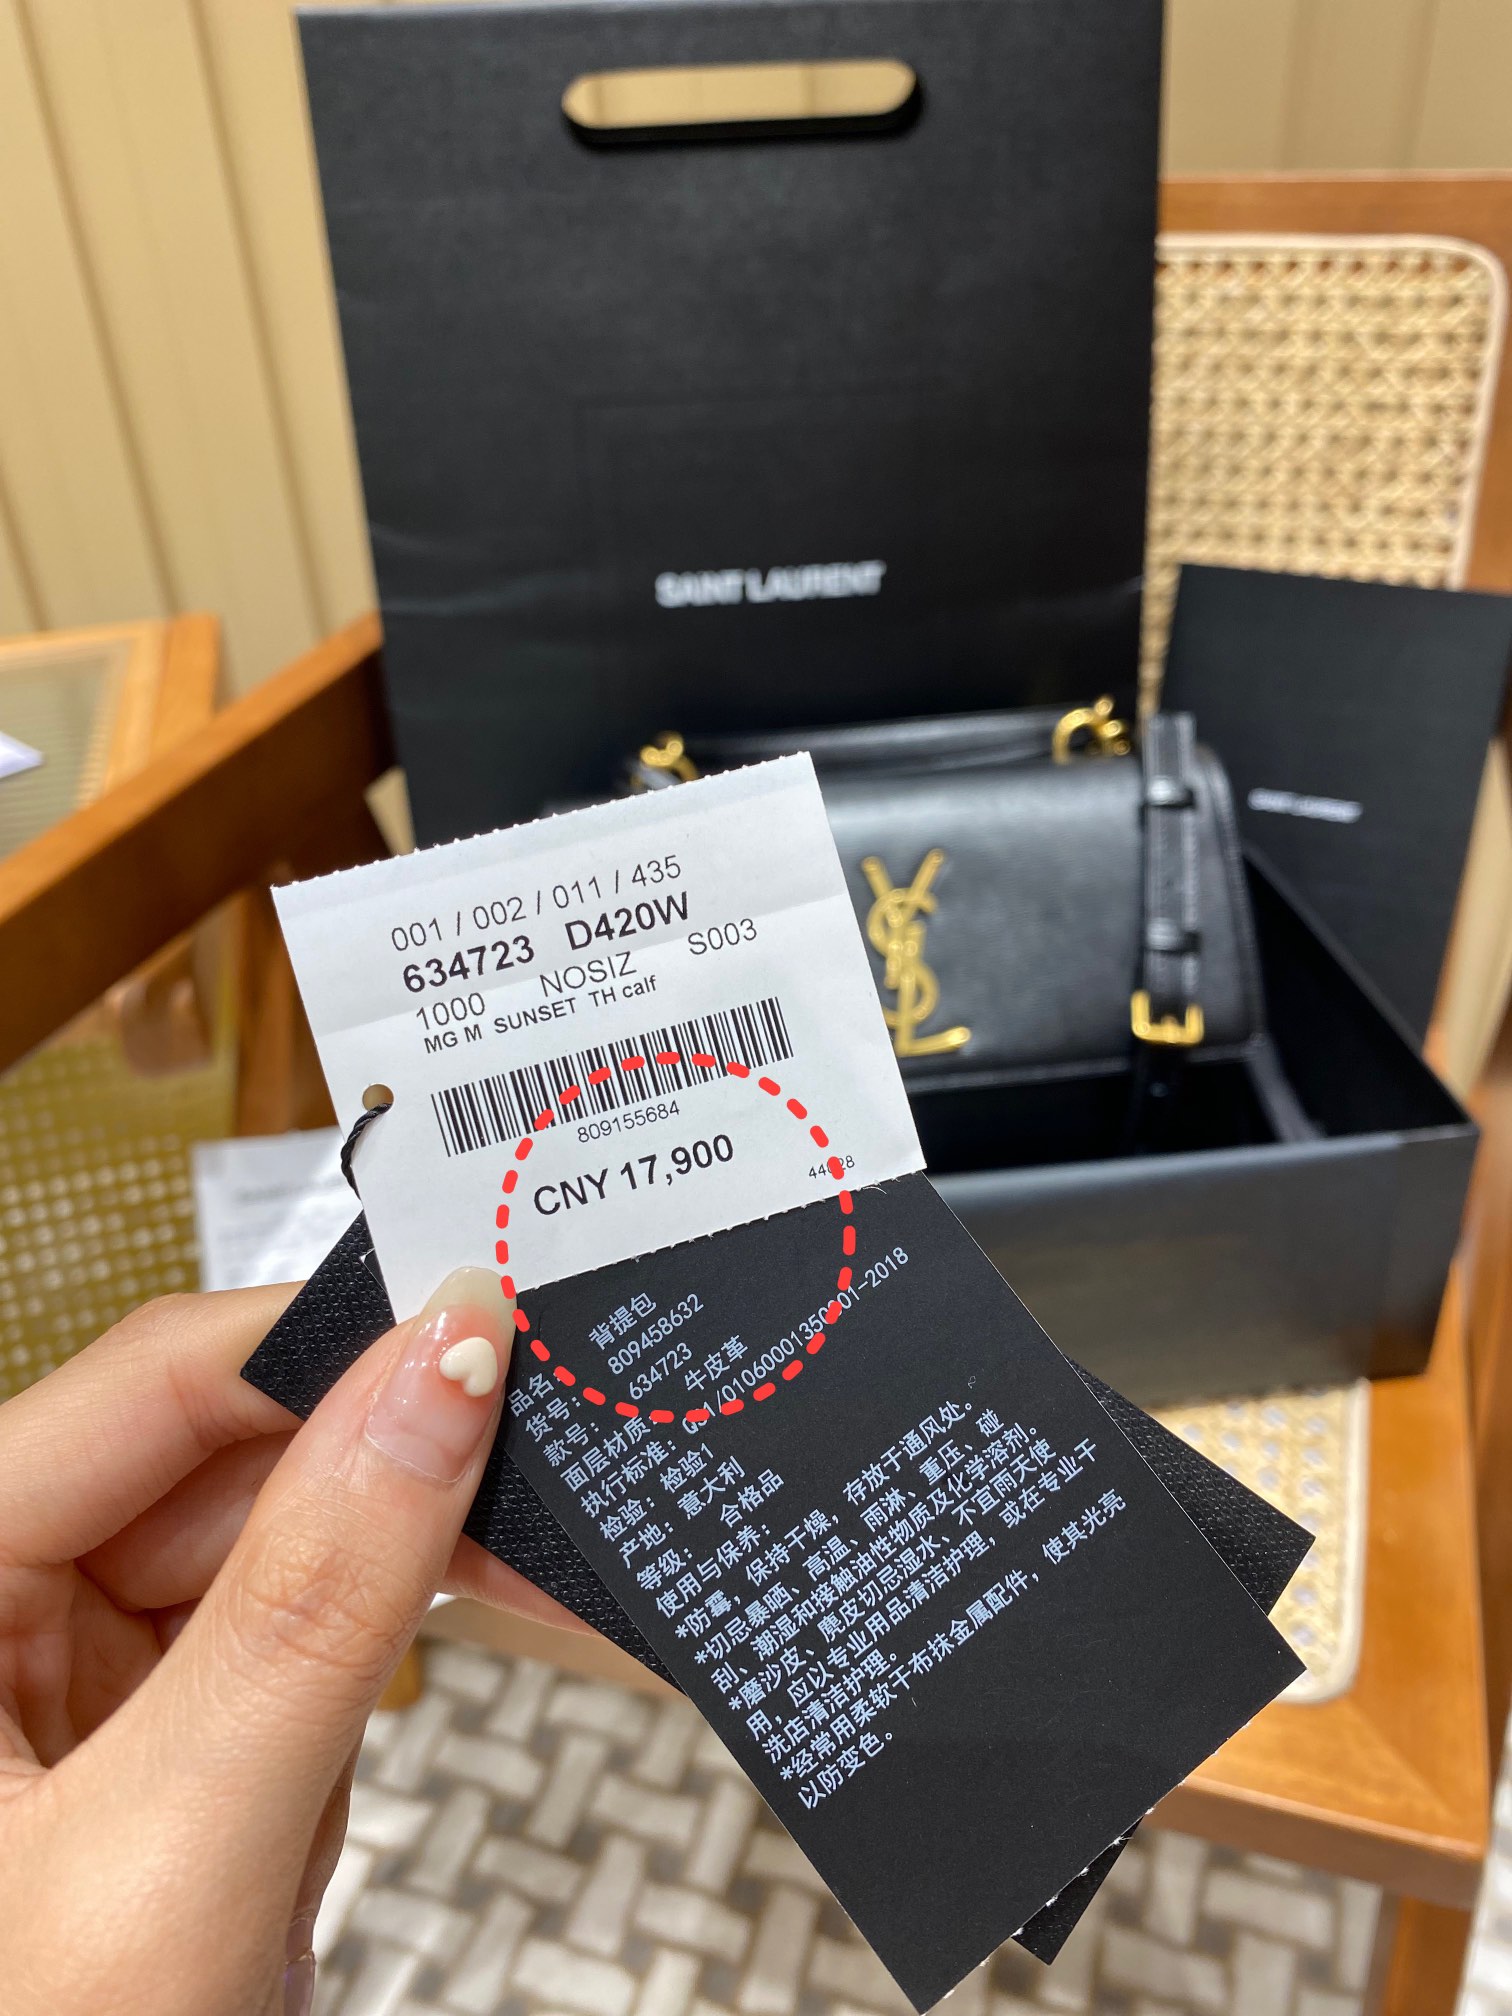 SAINT LAURENT
SAINT LAURENT
001 / 002 / 011 / 435
634723 D420W
1000 NOSIZ S003
MG M SUNSET TH calf
809155684
CNY 17,900
品名: 背提包
货号: 809458632
款号: 634723
面层材质: 牛皮革
执行标准:
检验: 检验1
产地: 意大利
等级: 合格品
使用与保养:
*防霉, 保持干燥, 存放于通风处。
*切忌暴晒、高温、雨淋、重压、碰
刮、潮湿和接触油性物质及化学溶剂。
*磨沙皮、麂皮切忌湿水、不宜雨天使
用, 应以专业用品清洁护理, 或在专业干
洗店清洁护理。
*经常用柔软干布抹金属配件, 使其光亮
以防变色。